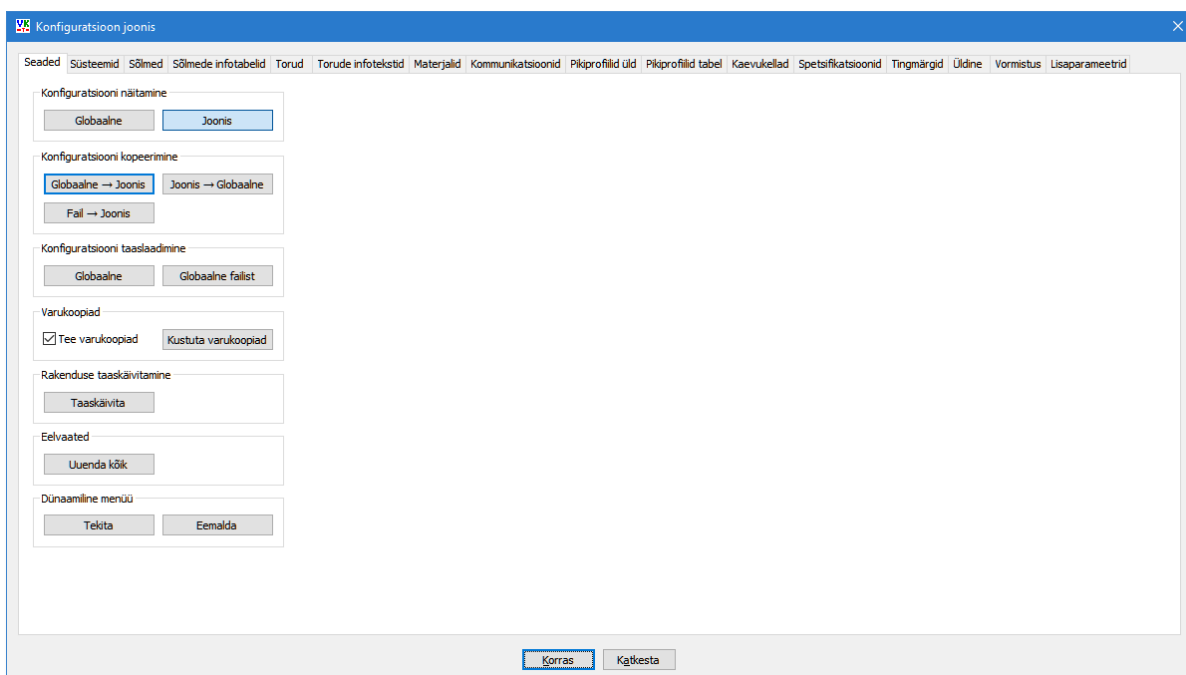 Konfiguratsioon joonis
Seaded Süsteemid Sõlmed Sõlmede infotabelid Torud Torude infotekstid Materjalid Kommunikatsioonid Pikiprofiilid üld Pikiprofiilid tabel Kaevukellad Spetsifikatsioonid Tingmärgid Üldine Vormistus Lisaparameetrid
Konfiguratsiooni näitamine
Globaalne Joonis
Konfiguratsiooni kopeerimine
Globaalne → Joonis Joonis → Globaalne
Fail → Joonis
Konfiguratsiooni taaslaadimine
Globaalne Globaalne failist
Varukoopiad
Tee varukoopiad Kustuta varukoopiad
Rakenduse taaskäivitamine
Taaskäivita
Eelvaated
Uuenda kõik
Dünaamiline menüü
Tekita Eemalda
Korras Katkesta